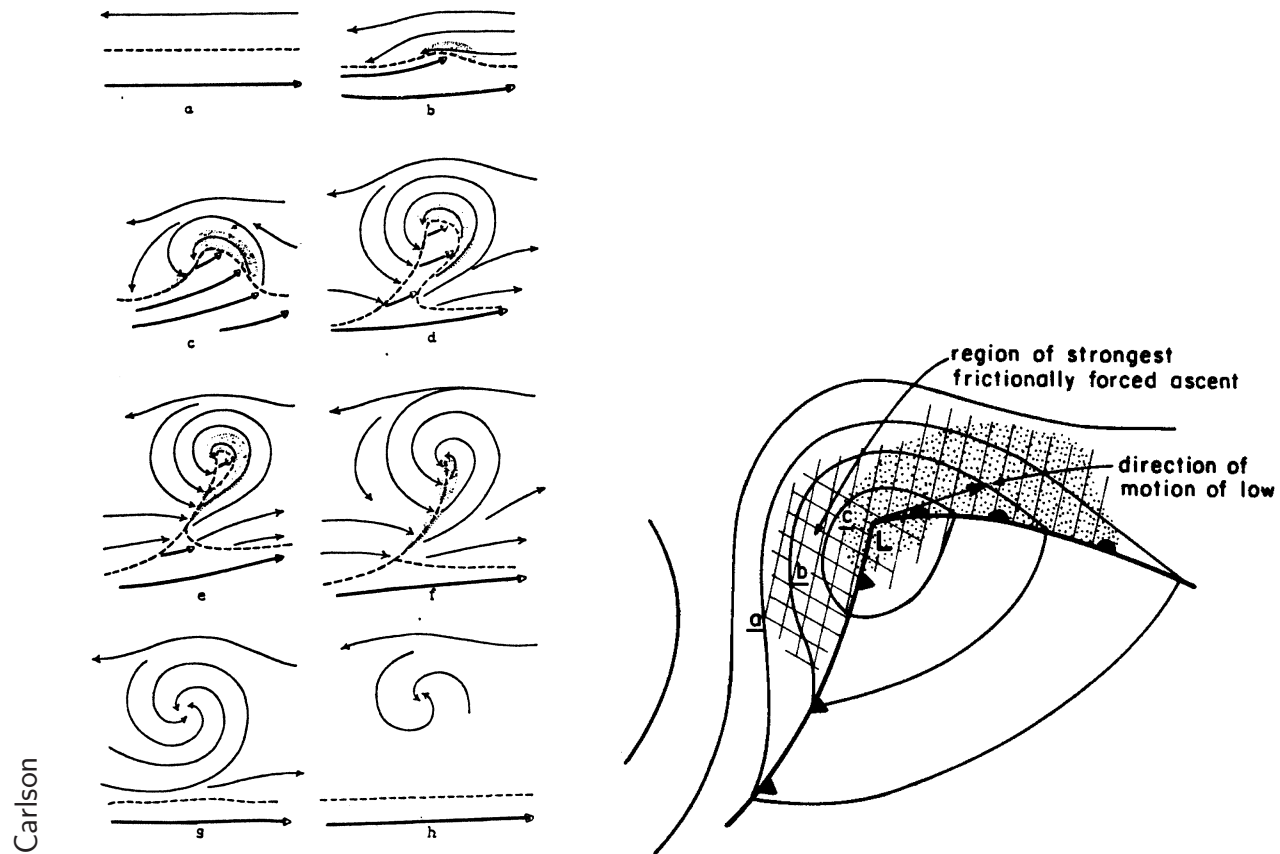 a
b
c
d
e
f
g
h
Carlson
region of strongest
frictionally forced ascent
direction of
motion of low
c
L
b
a